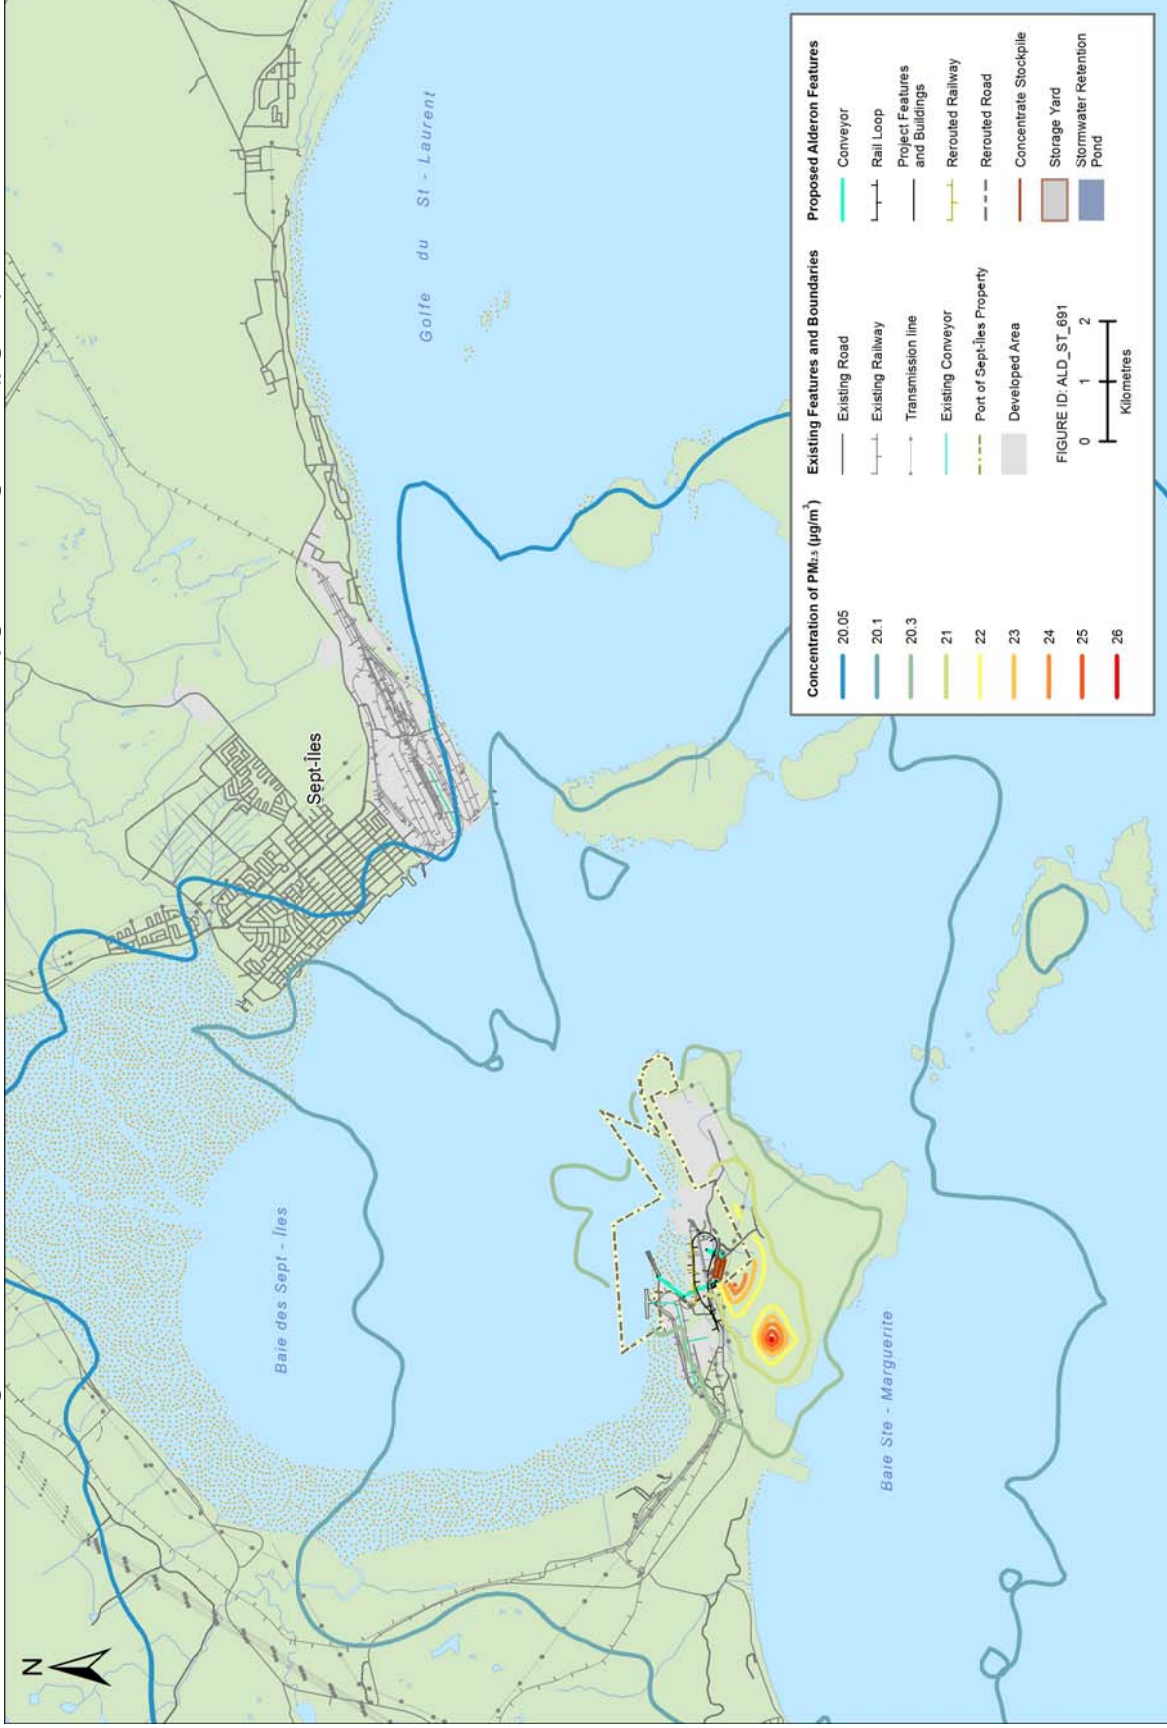 N
Sept-Îles
Golfe du St - Laurent
Baie des Sept - Îles
Baie Ste - Marguerite
Concentration of PM2.5 (µg/m3)
20.05
20.1
20.3
21
22
23
24
25
26
Existing Features and Boundaries
Existing Road
Existing Railway
Transmission line
Existing Conveyor
Port of Sept-Îles Property
Developed Area
FIGURE ID: ALD_ST_691
0 1 2
Kilometres
Proposed Alderon Features
Conveyor
Rail Loop
Project Features
and Buildings
Rerouted Railway
Rerouted Road
Concentrate Stockpile
Storage Yard
Stormwater Retention
Pond